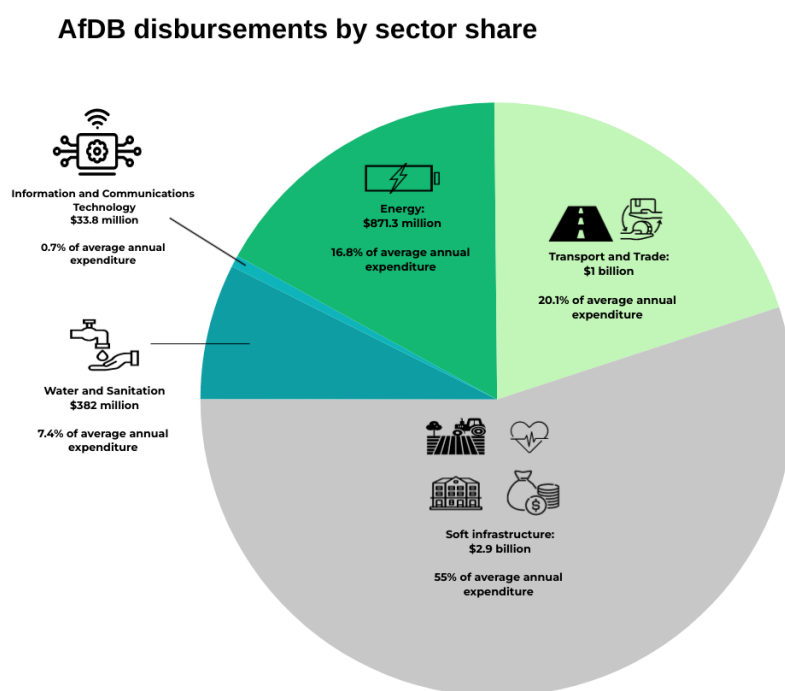 AfDB disbursements by sector share
Information and Communications
Technology
$33.8 million
0.7% of average annual
expenditure
Energy:
$871.3 million
16.8% of average annual
expenditure
Transport and Trade:
$1 billion
20.1% of average annual
expenditure
Water and Sanitation
$382 million
7.4% of average annual
expenditure
$
Soft infrastructure:
$2.9 billion
55% of average annual
expenditure